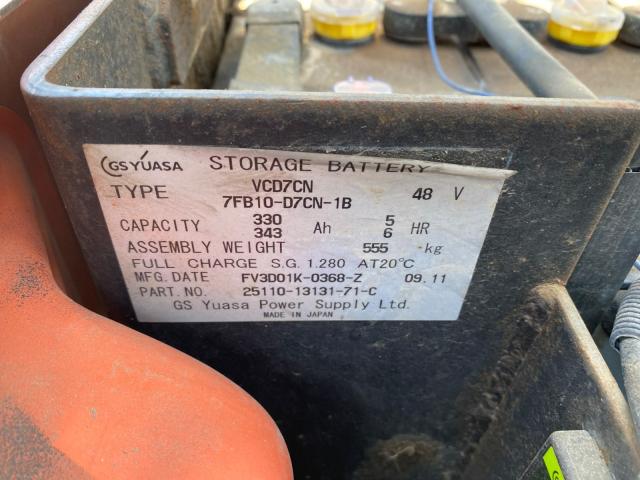 GS YUASA STORAGE BATTERY
TYPE VCD7CN 48 V
7FB10-D7CN-1B
CAPACITY 330 Ah 5 HR
343 6
ASSEMBLY WEIGHT 555 kg
FULL CHARGE S.G. 1.280 AT20°C
MFG. DATE FV3D01K-0368-Z 09.11
PART. NO. 25110-13131-71-C
GS Yuasa Power Supply Ltd.
MADE IN JAPAN